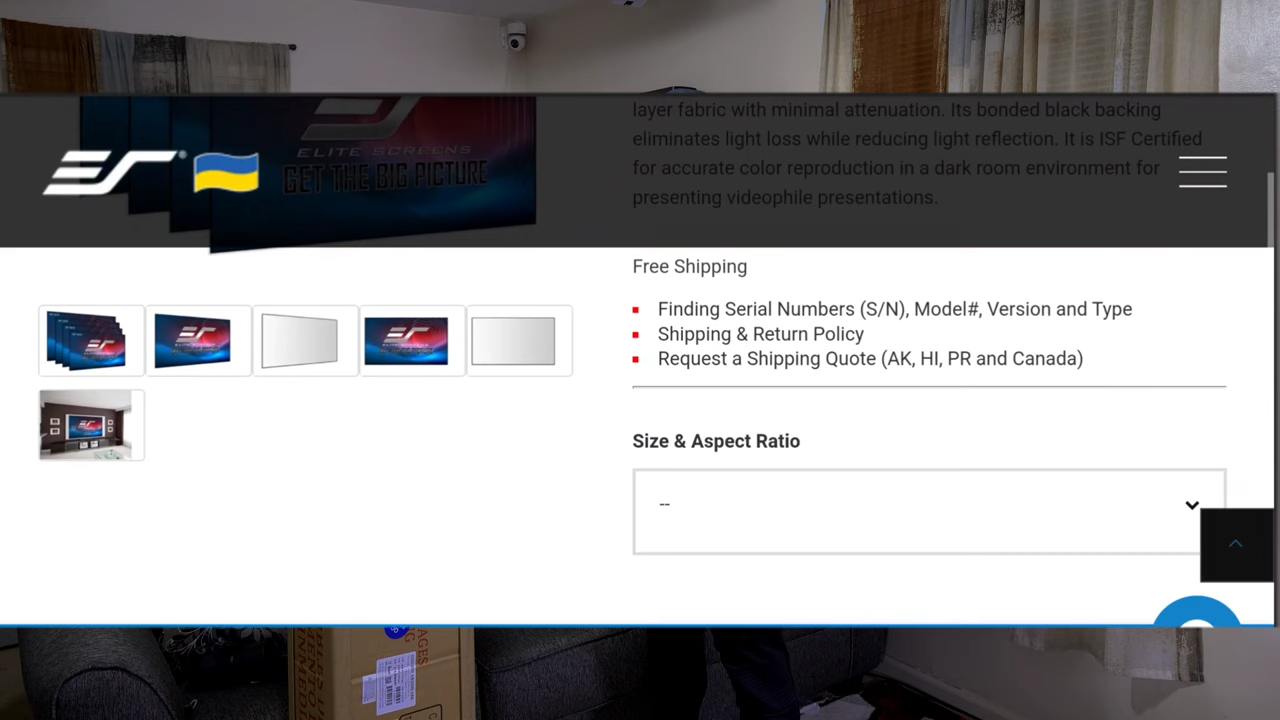 layer fabric with minimal attenuation. Its bonded black backing
eliminates light loss while reducing light reflection. It is ISF Certified
for accurate color reproduction in a dark room environment for
presenting videophile presentations.
ELITE SCREENS
GET THE BIG PICTURE
ES
Free Shipping
Finding Serial Numbers (S/N), Model#, Version and Type
Shipping & Return Policy
Request a Shipping Quote (AK, HI, PR and Canada)
Size & Aspect Ratio
--